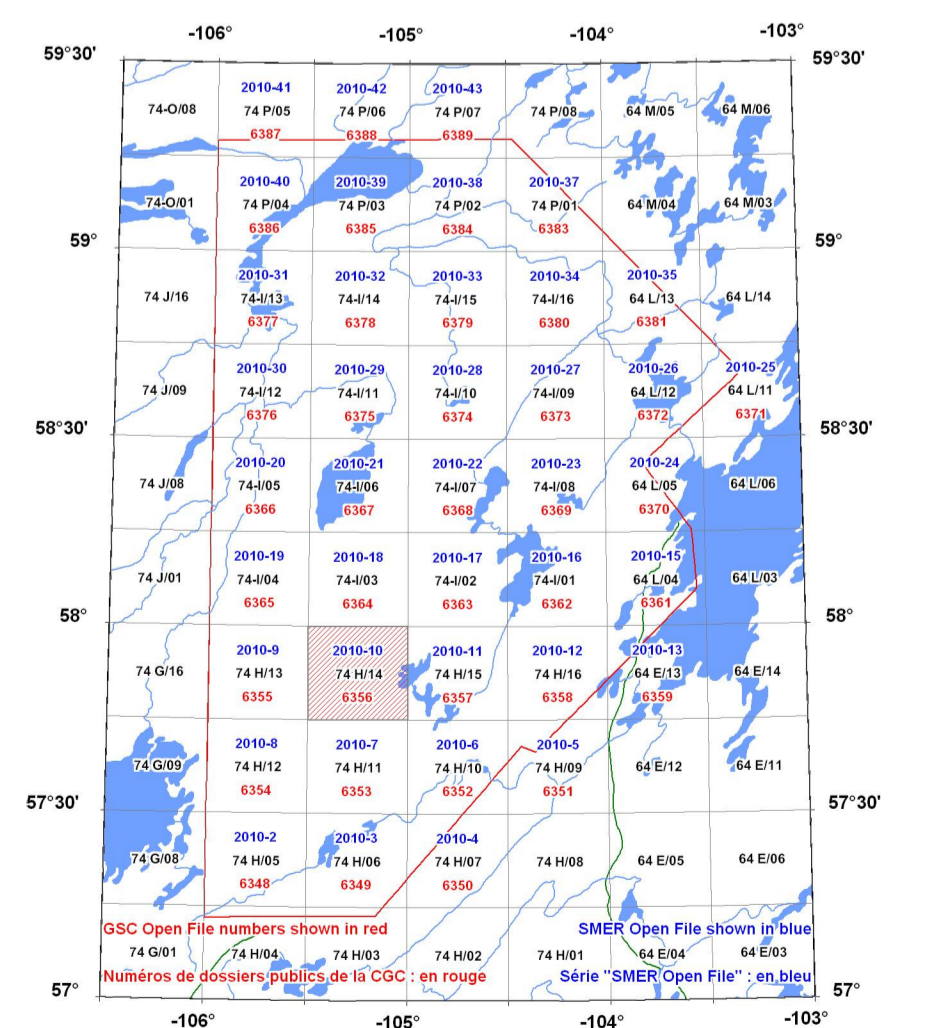 -106° -105° -104° -103°
59°30' 59°30'
2010-41 2010-42 2010-43
74-O/08 74 P/05 74 P/06 74 P/07 74 P/08 64 M/05 64 M/06
6387 6388 6389
2010-40 2010-39 2010-38 2010-37
74-O/01 74 P/04 74 P/03 74 P/02 74 P/01 64 M/04 64 M/03
6386 6385 6384 6383
59° 59°
2010-31 2010-32 2010-33 2010-34 2010-35
74 J/16 74-I/13 74-I/14 74-I/15 74-I/16 64 L/13 64 L/14
6377 6378 6379 6380 6381
2010-30 2010-29 2010-28 2010-27 2010-26 2010-25
74 J/09 74-I/12 74-I/11 74-I/10 74-I/09 64 L/12 64 L/11
6376 6375 6374 6373 6372 6371
58°30' 58°30'
2010-20 2010-21 2010-22 2010-23 2010-24
74 J/08 74-I/05 74-I/06 74-I/07 74-I/08 64 L/05 64 L/06
6366 6367 6368 6369 6370
2010-19 2010-18 2010-17 2010-16 2010-15
74 J/01 74-I/04 74-I/03 74-I/02 74-I/01 64 L/04 64 L/03
6365 6364 6363 6362 6361
58° 58°
2010-9 2010-10 2010-11 2010-12 2010-13
74 G/16 74 H/13 74 H/14 74 H/15 74 H/16 64 E/13 64 E/14
6355 6356 6357 6358 6359
2010-8 2010-7 2010-6 2010-5
74 G/09 74 H/12 74 H/11 74 H/10 74 H/09 64 E/12 64 E/11
6354 6353 6352 6351
57°30' 57°30'
2010-2 2010-3 2010-4
74 G/08 74 H/05 74 H/06 74 H/07 74 H/08 64 E/05 64 E/06
6348 6349 6350
GSC Open File numbers shown in red SMER Open File shown in blue
74 G/01 74 H/04 74 H/03 74 H/02 74 H/01 64 E/04 64 E/03
Numéros de dossiers publics de la CGC : en rouge Série "SMER Open File" : en bleu
57° 57°
-106° -105° -104° -103°